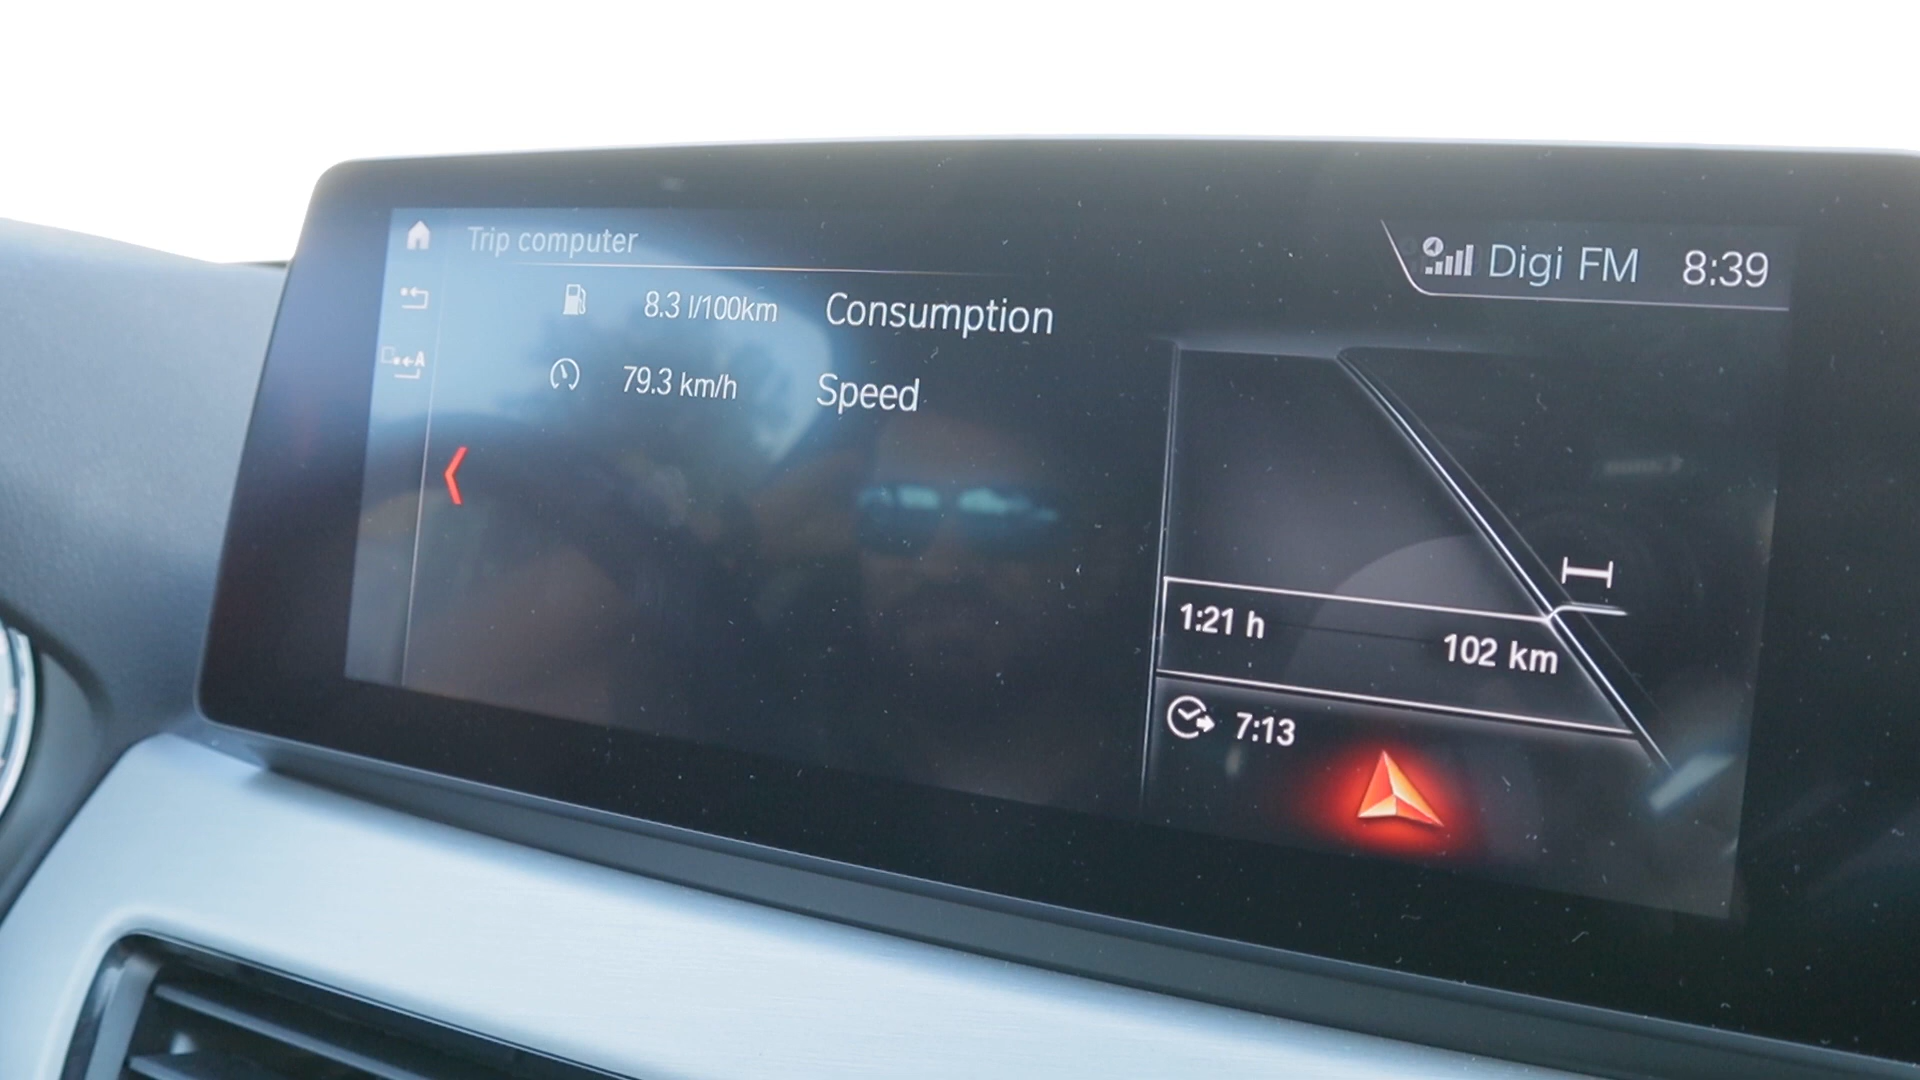 Trip computer
Digi FM 8:39
8.3 l/100km Consumption
79.3 km/h Speed
1:21 h 102 km
7:13